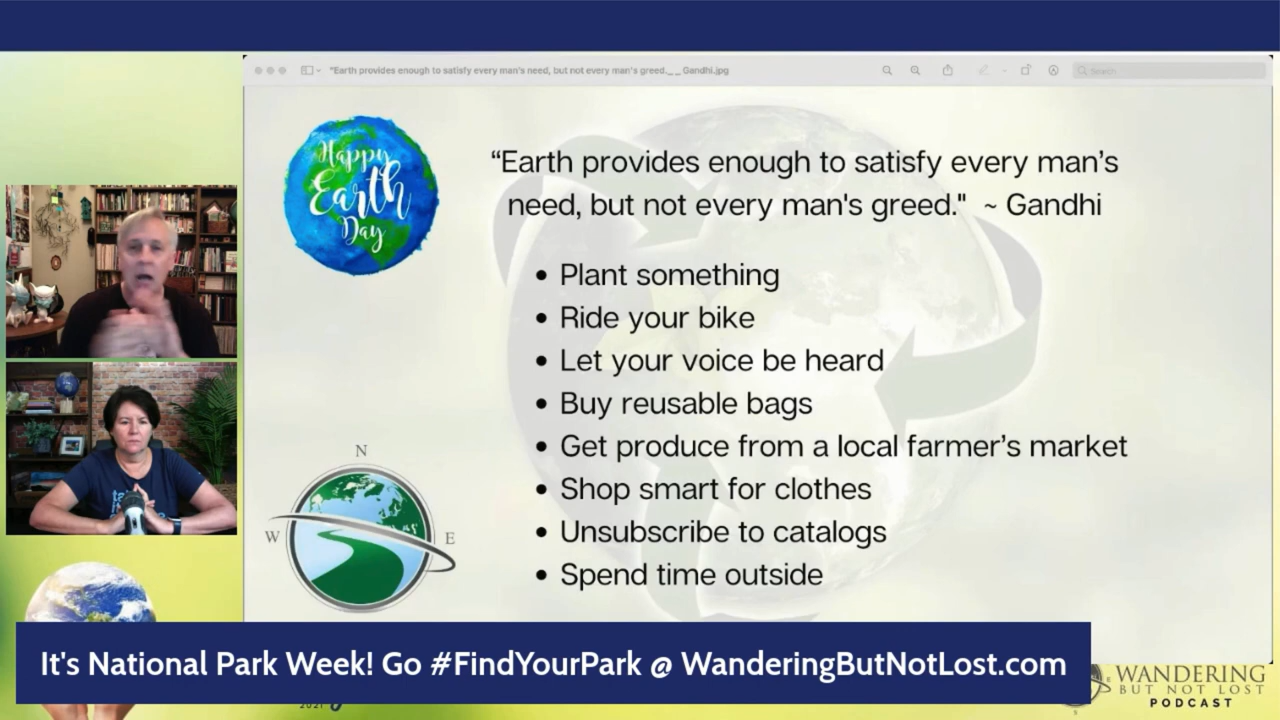 "Earth provides enough to satisfy every man's need, but not every man's greed._ _ Gandhi.jpg
Search
Happy
Earth
Day
“Earth provides enough to satisfy every man’s
need, but not every man's greed." ~ Gandhi
• Plant something
• Ride your bike
• Let your voice be heard
• Buy reusable bags
• Get produce from a local farmer’s market
• Shop smart for clothes
• Unsubscribe to catalogs
• Spend time outside
N
W
E
It's National Park Week! Go #FindYourPark @ WanderingButNotLost.com
2021
WANDERING
BUT NOT LOST
PODCAST